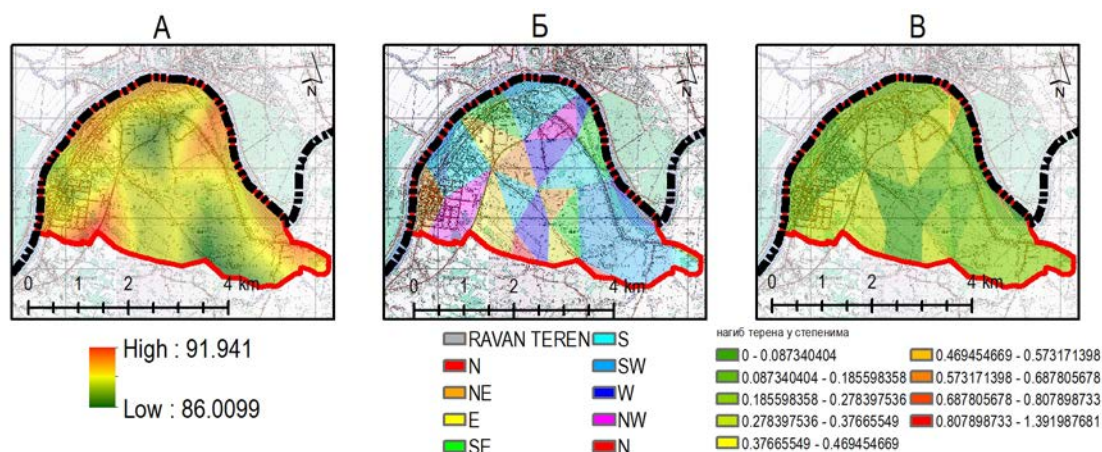 А Б В
N N N
0 2 4 km
0 2 4 km
0 2 4 km
High : 91.941
Low : 86.0099
RAVAN TEREN
N
NE
E
SE
S
SW
W
NW
N
нагиб терена у степенима
0 - 0.087340404
0.087340404 - 0.185598358
0.185598358 - 0.278397536
0.278397536 - 0.37665549
0.37665549 - 0.469454669
0.469454669 - 0.573171398
0.573171398 - 0.687805678
0.687805678 - 0.807898733
0.807898733 - 1.391987681